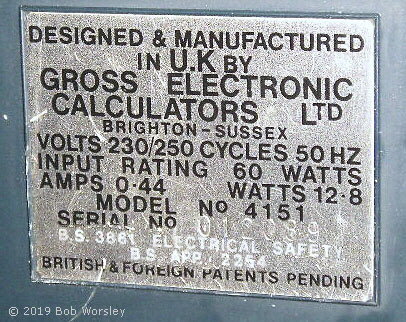 DESIGNED & MANUFACTURED
IN U.K BY
GROSS ELECTRONIC
CALCULATORS LTD
BRIGHTON-SUSSEX
VOLTS 230/250 CYCLES 50 HZ
INPUT RATING 60 WATTS
AMPS 0·44 WATTS 12·8
MODEL No 4151
SERIAL No
B.S. 3861 ELECTRICAL SAFETY
B.S. APP. 2254
BRITISH & FOREIGN PATENTS PENDING
© 2019 Bob Worsley